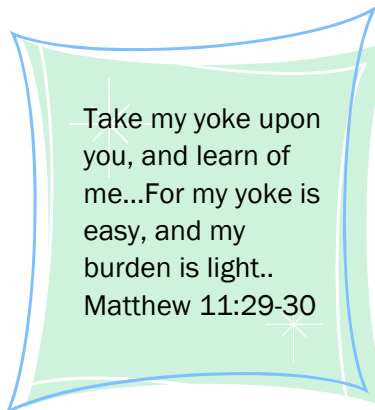 Take my yoke upon
you, and learn of
me...For my yoke is
easy, and my
burden is light..
Matthew 11:29-30